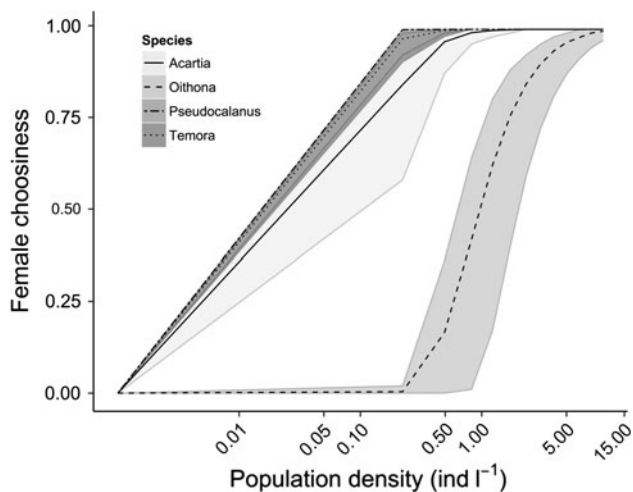 Species
Acartia
Oithona
Pseudocalanus
Temora
1.00
0.75
0.50
0.25
0.00
Female choosiness
0.01
0.05
0.10
0.50
1.00
5.00
15.00
Population density (ind l⁻¹)